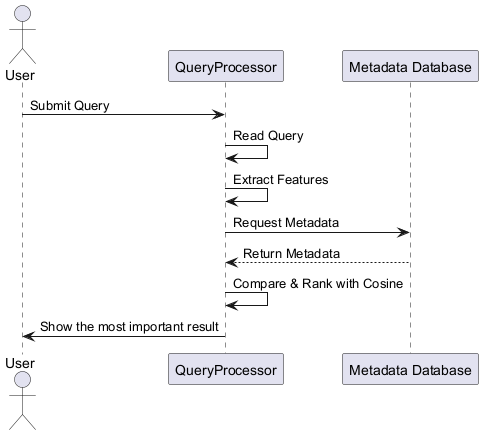 User
QueryProcessor
Metadata Database
Submit Query
Read Query
Extract Features
Request Metadata
Return Metadata
Compare & Rank with Cosine
Show the most important result
User
QueryProcessor
Metadata Database